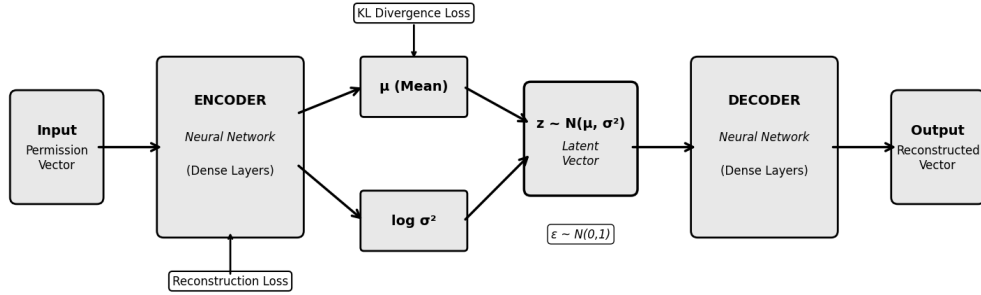 KL Divergence Loss
Input
Permission
Vector
ENCODER
Neural Network
(Dense Layers)
μ (Mean)
log σ²
z ~ N(μ, σ²)
Latent
Vector
ε ~ N(0,1)
DECODER
Neural Network
(Dense Layers)
Output
Reconstructed
Vector
Reconstruction Loss